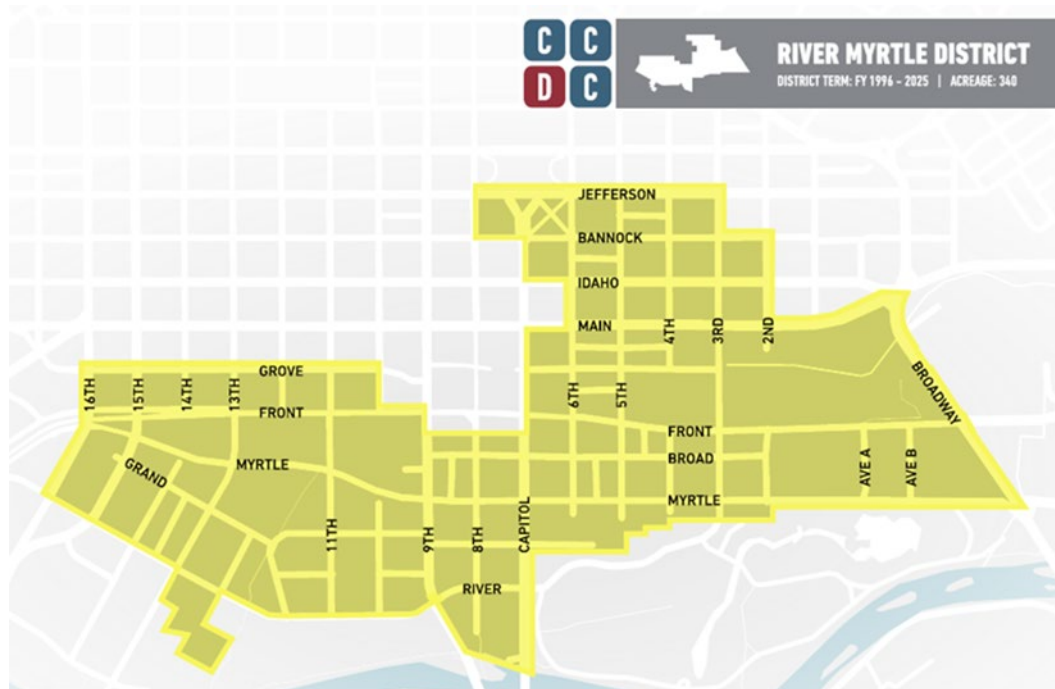 C C
D C
RIVER MYRTLE DISTRICT
DISTRICT TERM: FY 1996 - 2025 | ACREAGE: 340
JEFFERSON
BANNOCK
IDAHO
MAIN
4TH
3RD
2ND
GROVE
16TH
15TH
14TH
13TH
FRONT
6TH
5TH
BROADWAY
FRONT
BROAD
GRAND
MYRTLE
AVE A
AVE B
MYRTLE
11TH
9TH
8TH
CAPITOL
RIVER